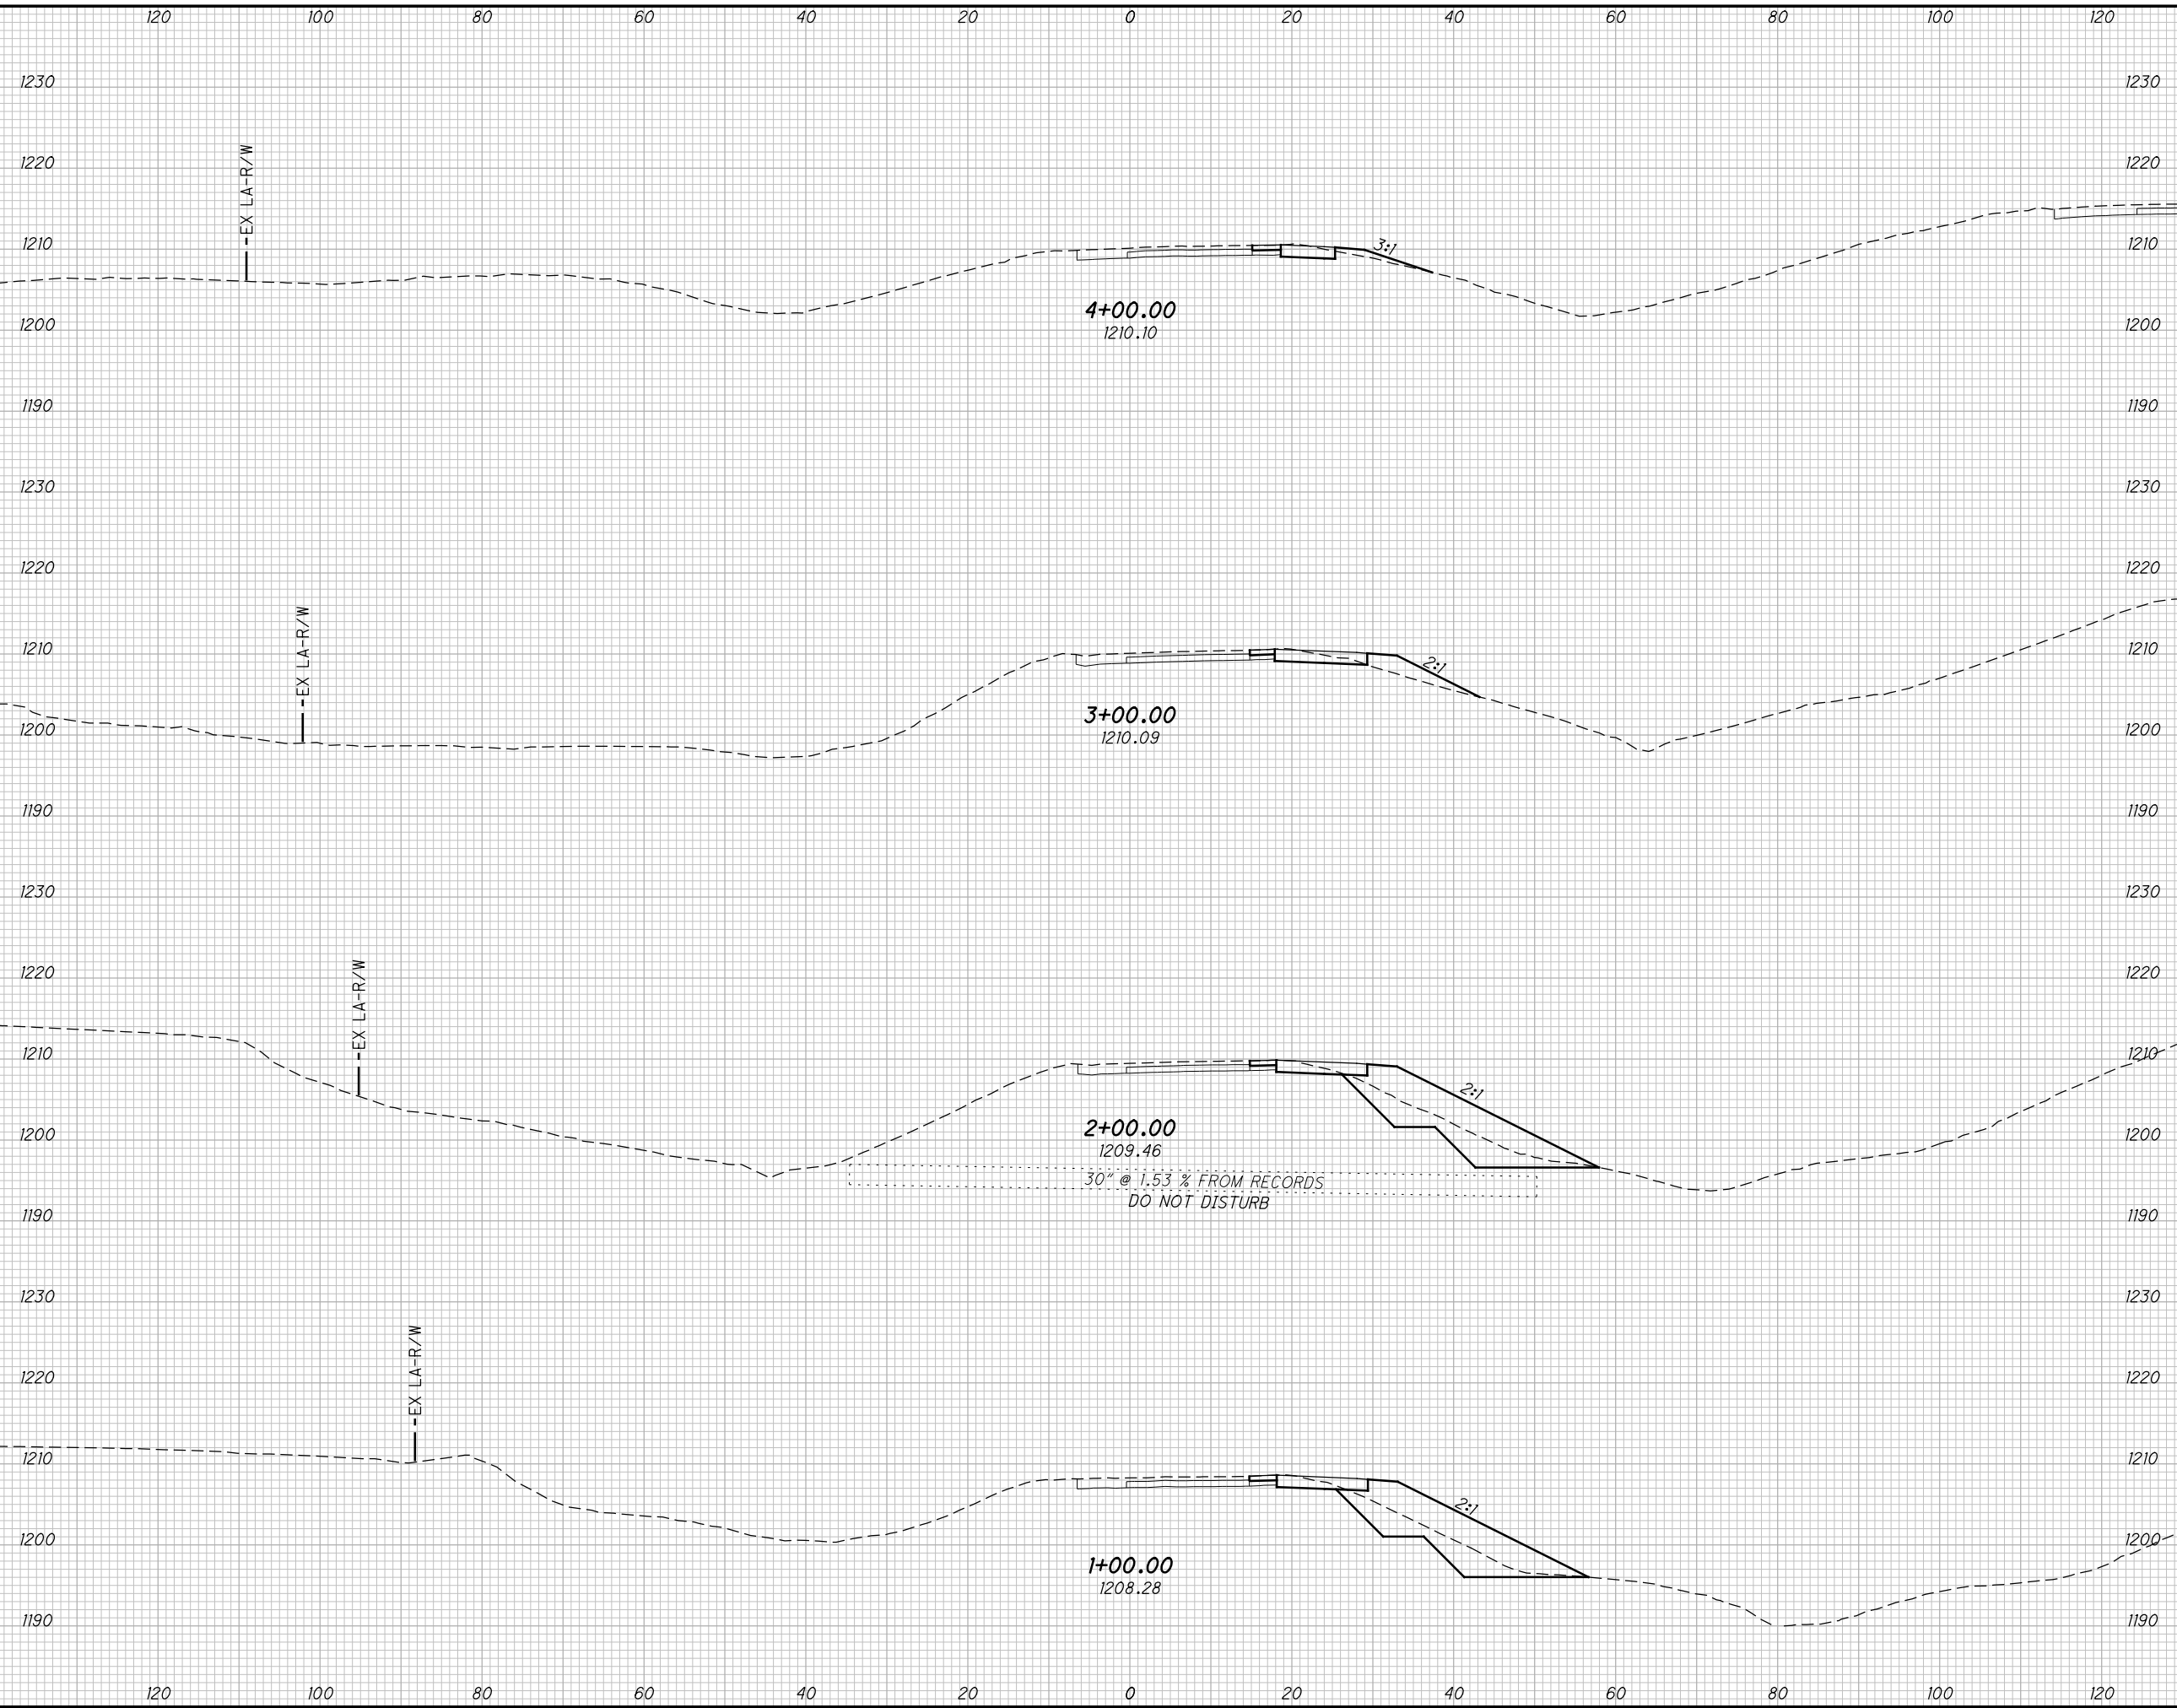 120 100 80 60 40 20 0 20 40 60 80 100 120
1230 1230
EX LA-R/W
1220 1220
1210 3:1 1210
4+00.00
1200 1200
1210.10
1190 1190
1230 1230
1220 1220
EX LA-R/W
1210 2:1 1210
3+00.00
1200 1200
1210.09
1190 1190
1230 1230
1220 1220
EX LA-R/W
1210 1210
2:1
2+00.00
1200 1200
1209.46
30" @ 1.53 % FROM RECORDS
DO NOT DISTURB
1190 1190
1230 1230
1220 1220
EX LA-R/W
1210 1210
2:1
1200 1200
1+00.00
1208.28
1190 1190
120 100 80 60 40 20 0 20 40 60 80 100 120